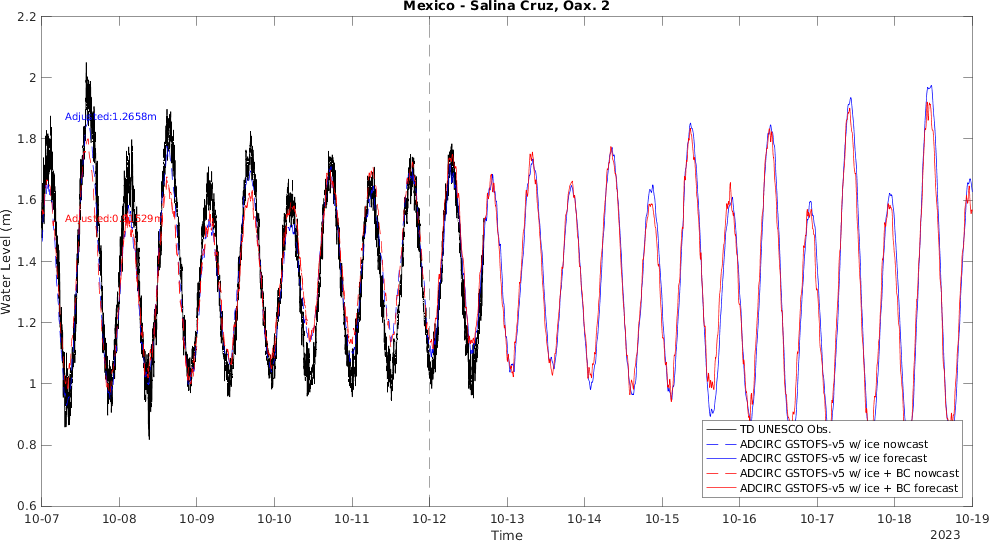 Mexico - Salina Cruz, Oax. 2
Water Level (m)
2.2
2
1.8
1.6
1.4
1.2
1
0.8
0.6
Adjusted:1.2658m
10-07
10-08
10-09
10-10
10-11
10-12
10-13
10-14
10-15
10-16
10-17
10-18
10-19
Time
2023
TD UNESCO Obs.
ADCIRC GSTOFS-v5 w/ ice nowcast
ADCIRC GSTOFS-v5 w/ ice forecast
ADCIRC GSTOFS-v5 w/ ice + BC nowcast
ADCIRC GSTOFS-v5 w/ ice + BC forecast